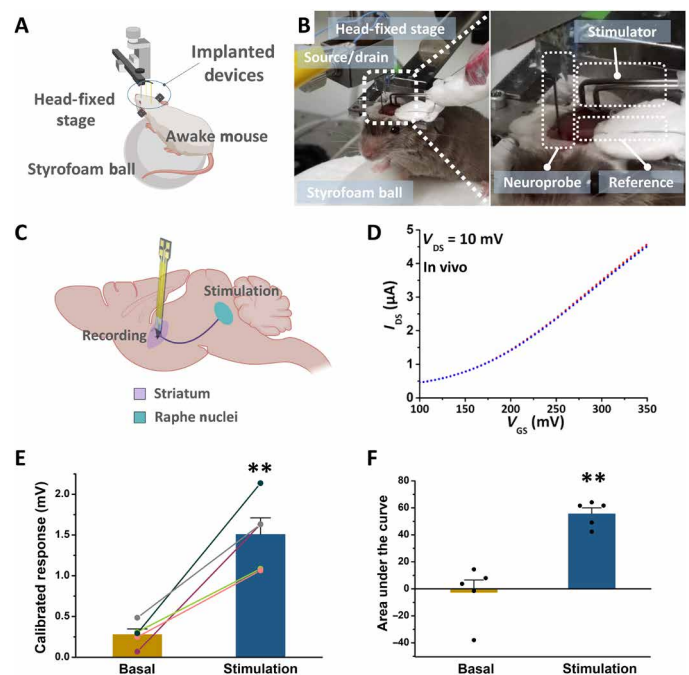 A
Implanted
devices
Head-fixed
stage
Awake mouse
Styrofoam ball
B
Head-fixed stage
Source/drain
Styrofoam ball
Stimulator
Neuroprobe
Reference
C
Stimulation
Recording
Striatum
Raphe nuclei
D
V_DS = 10 mV
In vivo
I_DS (μA)
5
4
3
2
1
0
100 150 200 250 300 350
V_GS (mV)
E
**
Calibrated response (mV)
2.0
1.5
1.0
0.5
0.0
Basal Stimulation
F
**
Area under the curve
80
60
40
20
0
−20
−40
Basal Stimulation